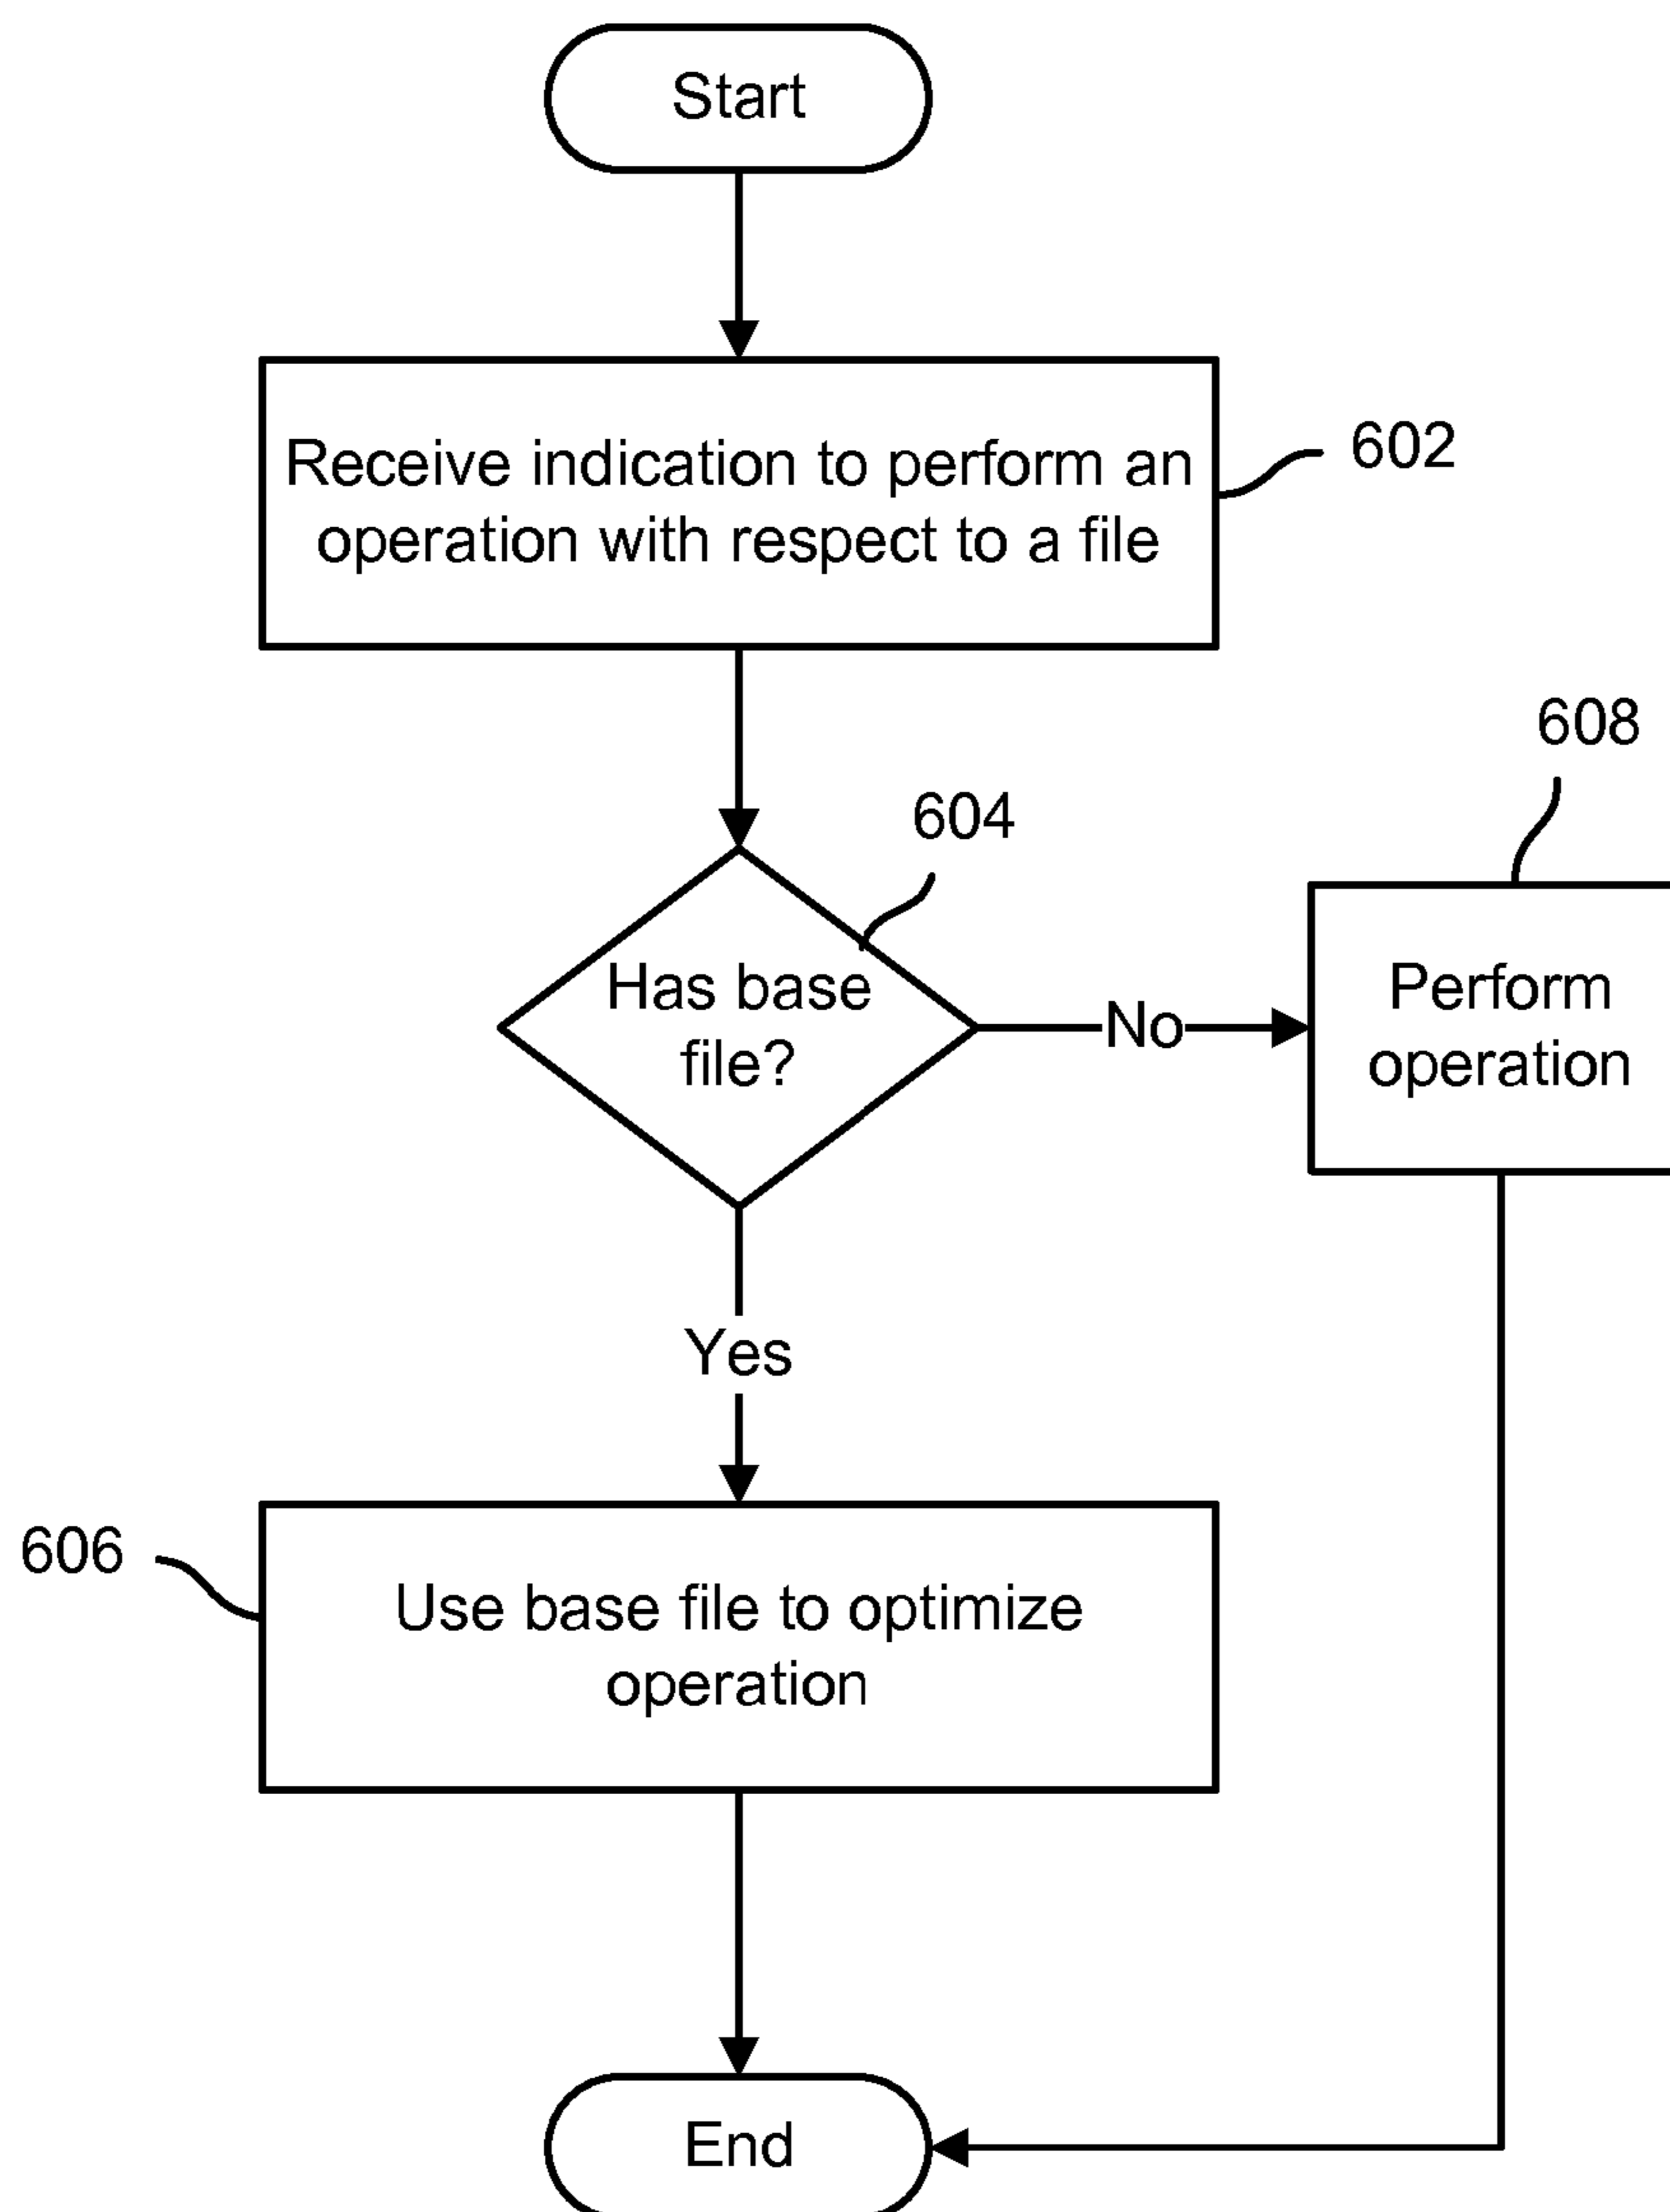 Start
Receive indication to perform an
operation with respect to a file
602
604
Has base
file?
No
608
Perform
operation
Yes
606
Use base file to optimize
operation
End